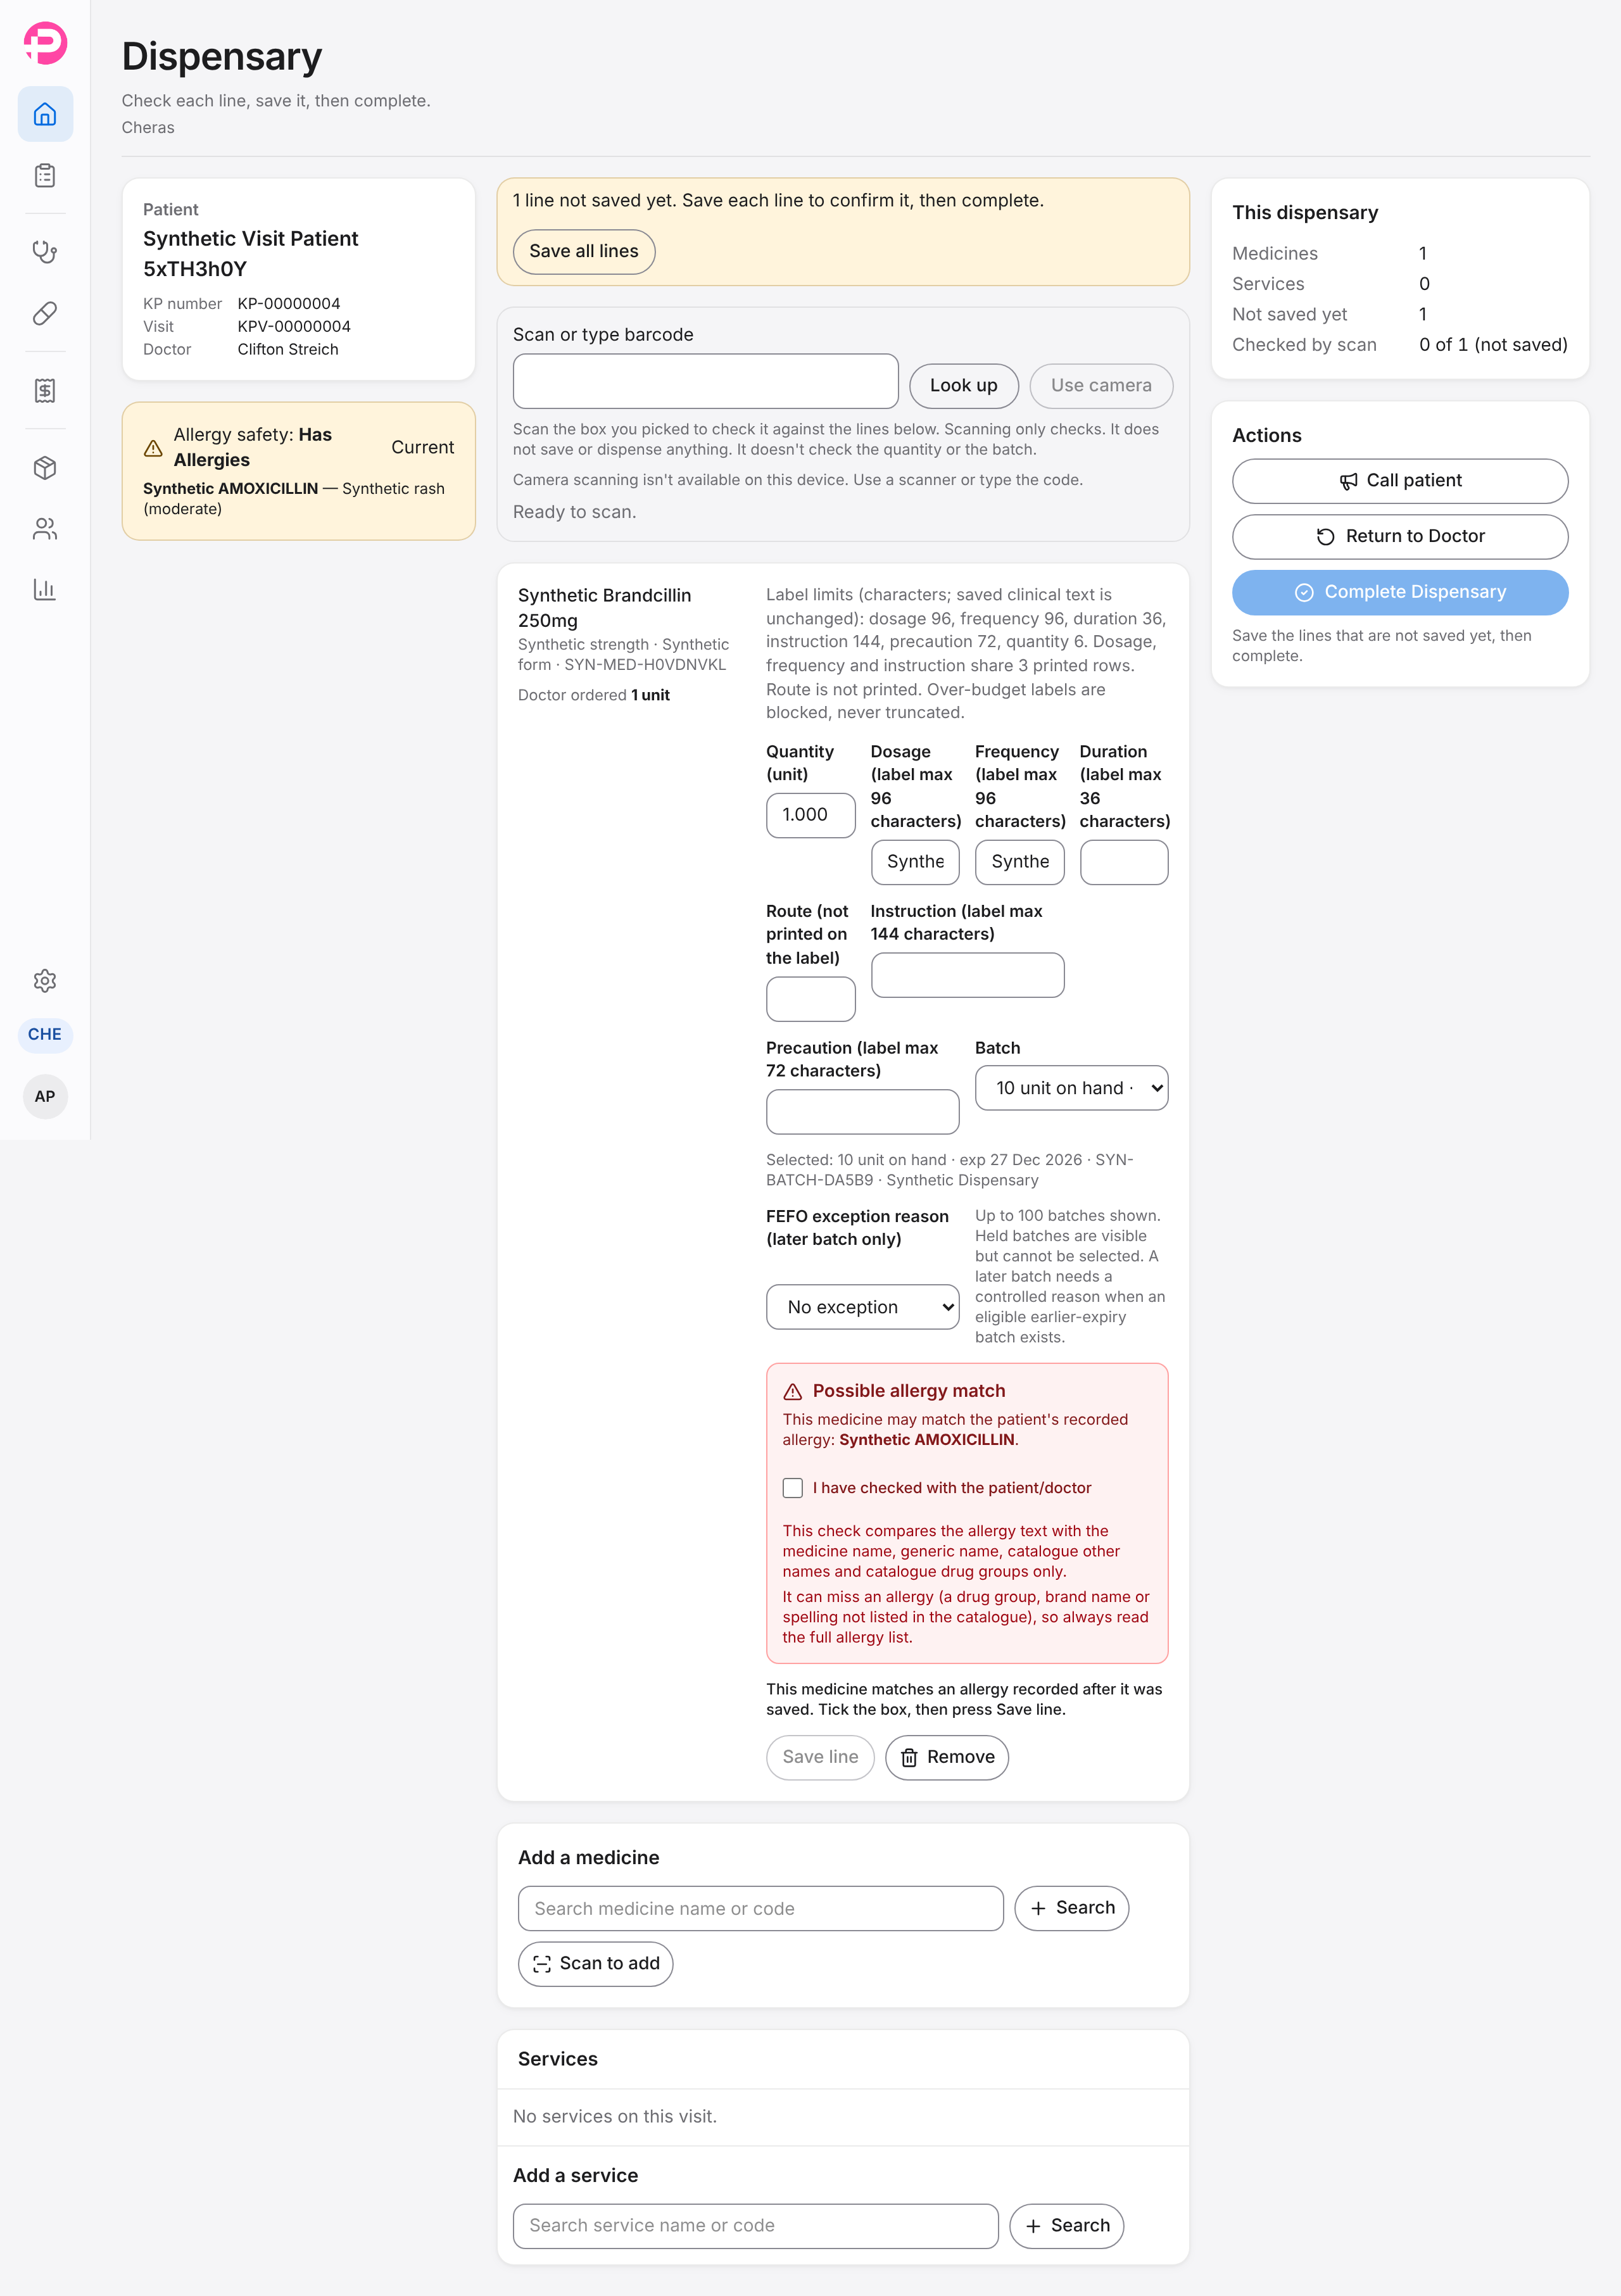 Dispensary
Check each line, save it, then complete.
Cheras
Patient
Synthetic Visit Patient
5xTH3h0Y
KP number KP-00000004
Visit KPV-00000004
Doctor Clifton Streich
Allergy safety: Has
Allergies
Current
Synthetic AMOXICILLIN — Synthetic rash
(moderate)
1 line not saved yet. Save each line to confirm it, then complete.
Save all lines
Scan or type barcode
Look up
Use camera
Scan the box you picked to check it against the lines below. Scanning only checks. It does
not save or dispense anything. It doesn't check the quantity or the batch.
Camera scanning isn't available on this device. Use a scanner or type the code.
Ready to scan.
Synthetic Brandcillin
250mg
Synthetic strength · Synthetic
form · SYN-MED-H0VDNVKL
Doctor ordered 1 unit
Label limits (characters; saved clinical text is
unchanged): dosage 96, frequency 96, duration 36,
instruction 144, precaution 72, quantity 6. Dosage,
frequency and instruction share 3 printed rows.
Route is not printed. Over-budget labels are
blocked, never truncated.
Quantity
(unit)
1.000
Dosage
(label max
96
characters)
Synthe
Frequency
(label max
96
characters)
Synthe
Duration
(label max
36
characters)
Route (not
printed on
the label)
Instruction (label max
144 characters)
Precaution (label max
72 characters)
Batch
10 unit on hand ·
Selected: 10 unit on hand · exp 27 Dec 2026 · SYN-
BATCH-DA5B9 · Synthetic Dispensary
FEFO exception reason
(later batch only)
No exception
Up to 100 batches shown.
Held batches are visible
but cannot be selected. A
later batch needs a
controlled reason when an
eligible earlier-expiry
batch exists.
Possible allergy match
This medicine may match the patient's recorded
allergy: Synthetic AMOXICILLIN.
I have checked with the patient/doctor
This check compares the allergy text with the
medicine name, generic name, catalogue other
names and catalogue drug groups only.
It can miss an allergy (a drug group, brand name or
spelling not listed in the catalogue), so always read
the full allergy list.
This medicine matches an allergy recorded after it was
saved. Tick the box, then press Save line.
Save line
Remove
Add a medicine
Search medicine name or code
Search
Scan to add
Services
No services on this visit.
Add a service
Search service name or code
Search
This dispensary
Medicines 1
Services 0
Not saved yet 1
Checked by scan 0 of 1 (not saved)
Actions
Call patient
Return to Doctor
Complete Dispensary
Save the lines that are not saved yet, then
complete.
CHE
AP